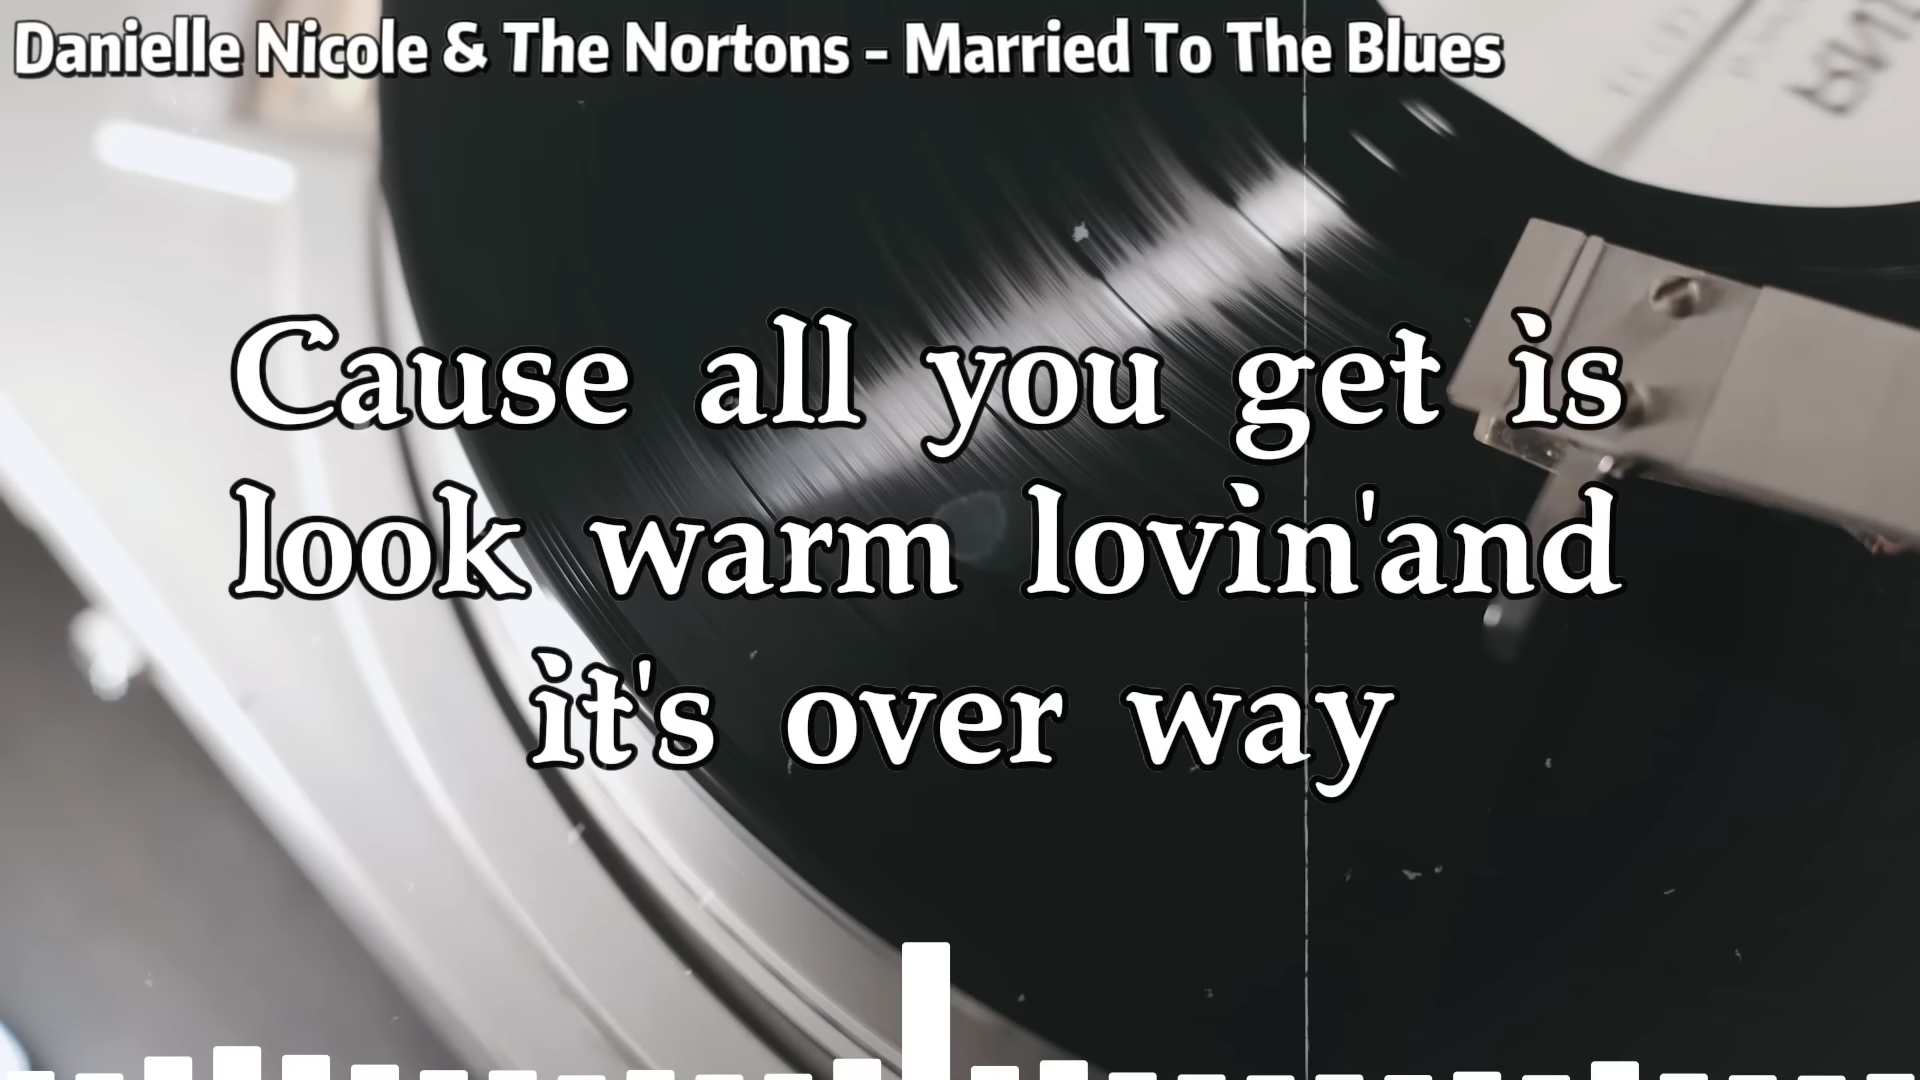 Danielle Nicole & The Nortons - Married To The Blues
Cause all you get is
look warm lovin'and
it's over way